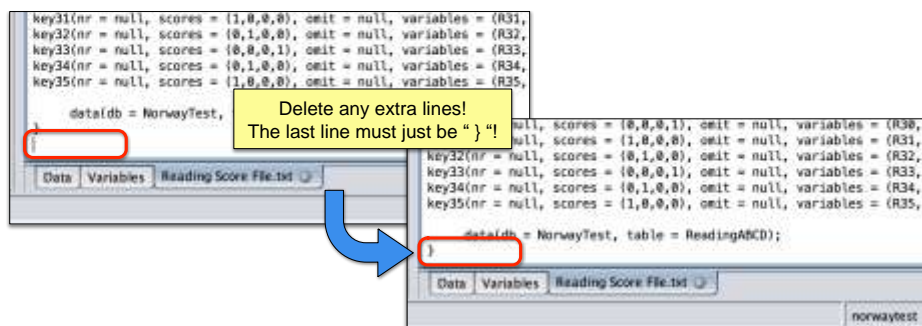 key31(nr = null, scores = (1,0,0,0), omit = null, variables = (R31,
key32(nr = null, scores = (0,1,0,0), omit = null, variables = (R32,
key33(nr = null, scores = (0,0,0,1), omit = null, variables = (R33,
key34(nr = null, scores = (0,1,0,0), omit = null, variables = (R34,
key35(nr = null, scores = (1,0,0,0), omit = null, variables = (R35,
data(db = NorwayTest,
}
Data Variables Reading Score File.txt
Delete any extra lines!
The last line must just be “ } “!
null, scores = (0,0,0,1), omit = null, variables = (R30,
null, scores = (1,0,0,0), omit = null, variables = (R31,
key32(nr = null, scores = (0,1,0,0), omit = null, variables = (R32,
key33(nr = null, scores = (0,0,0,1), omit = null, variables = (R33,
key34(nr = null, scores = (0,1,0,0), omit = null, variables = (R34,
key35(nr = null, scores = (1,0,0,0), omit = null, variables = (R35,
data(db = NorwayTest, table = ReadingABCD);
}
Data Variables Reading Score File.txt
norwaytest